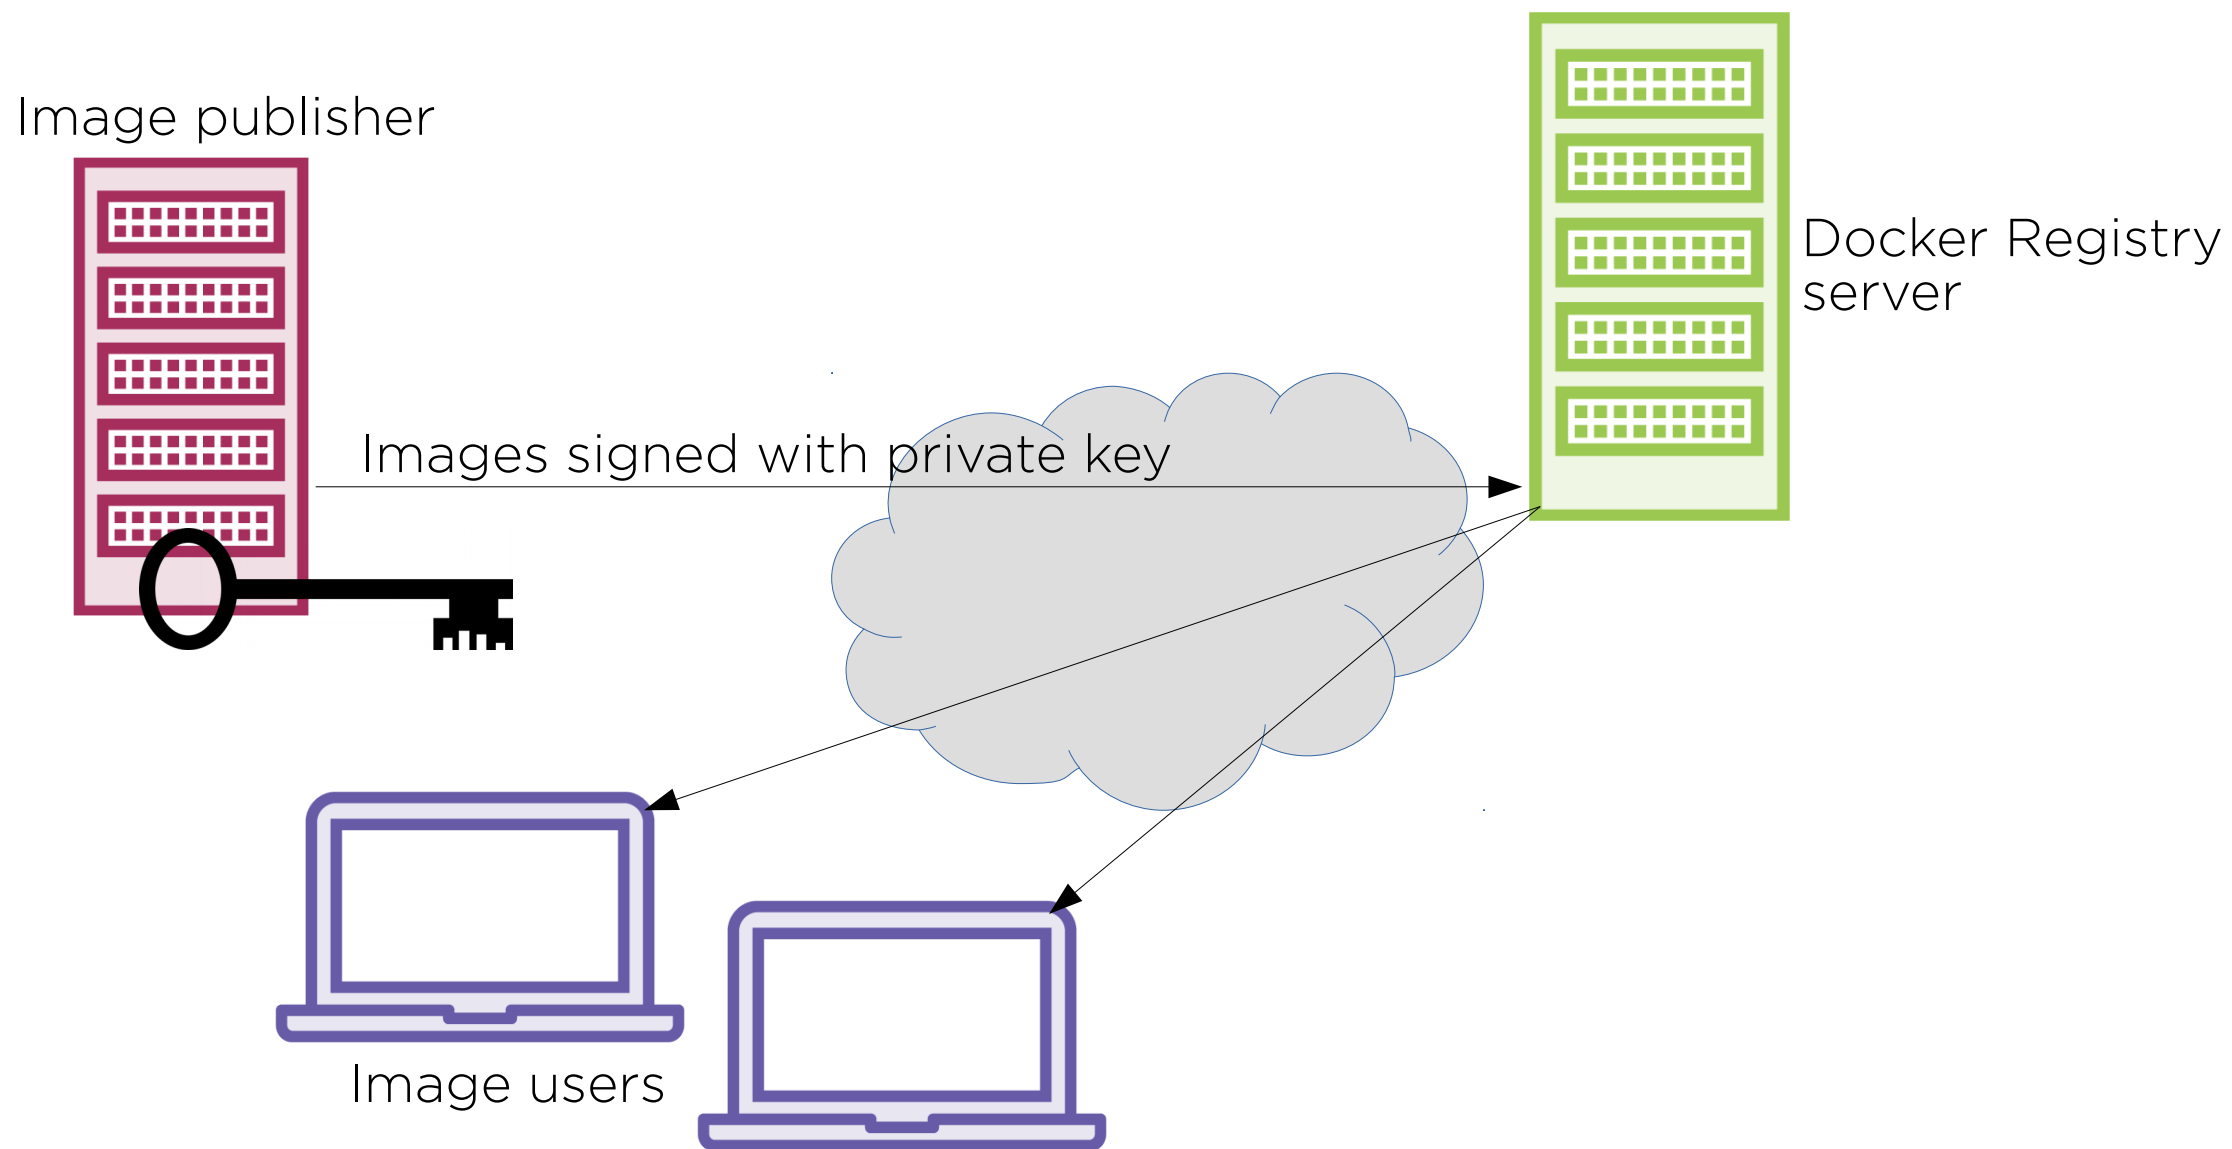 Image publisher
Docker Registry
server
Images signed with private key
Image users